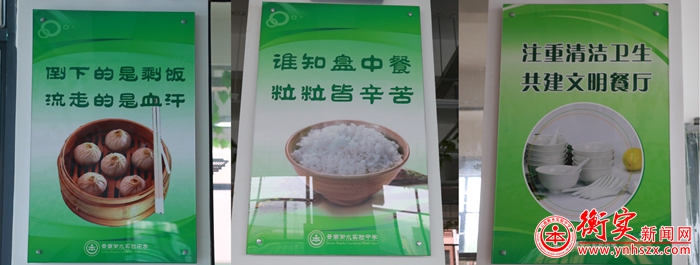 倒下的是剩饭
流走的是血汗
谁知盘中餐
粒粒皆辛苦
注重清洁卫生
共建文明餐厅
衡实新闻网
www.ynhszx.com